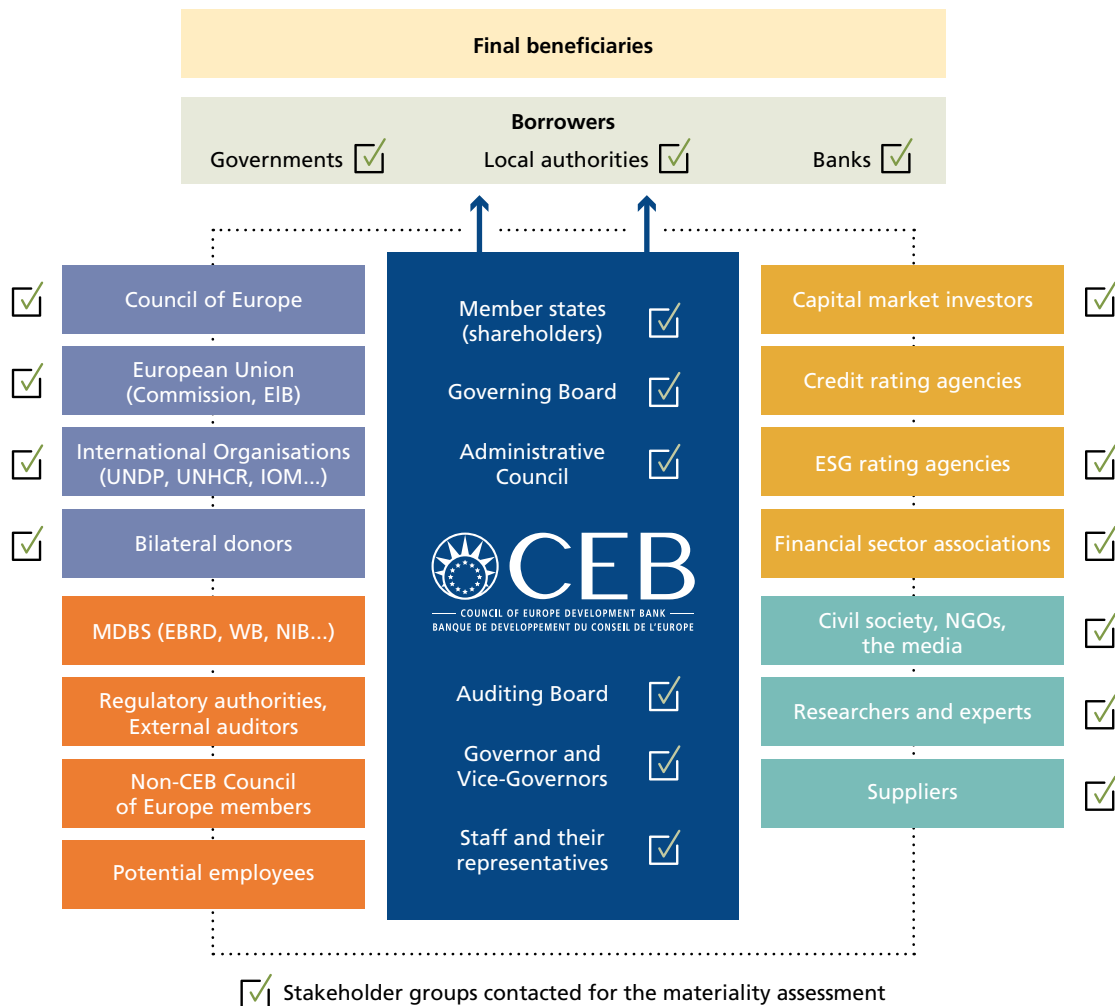 Final beneficiaries
Borrowers
Governments
Local authorities
Banks
Council of Europe
European Union
(Commission, EIB)
International Organisations
(UNDP, UNHCR, IOM...)
Bilateral donors
MDBS (EBRD, WB, NIB...)
Regulatory authorities,
External auditors
Non-CEB Council
of Europe members
Potential employees
Member states
(shareholders)
Governing Board
Administrative
Council
CEB
COUNCIL OF EUROPE DEVELOPMENT BANK
BANQUE DE DEVELOPPEMENT DU CONSEIL DE L'EUROPE
Auditing Board
Governor and
Vice-Governors
Staff and their
representatives
Capital market investors
Credit rating agencies
ESG rating agencies
Financial sector associations
Civil society, NGOs,
the media
Researchers and experts
Suppliers
Stakeholder groups contacted for the materiality assessment